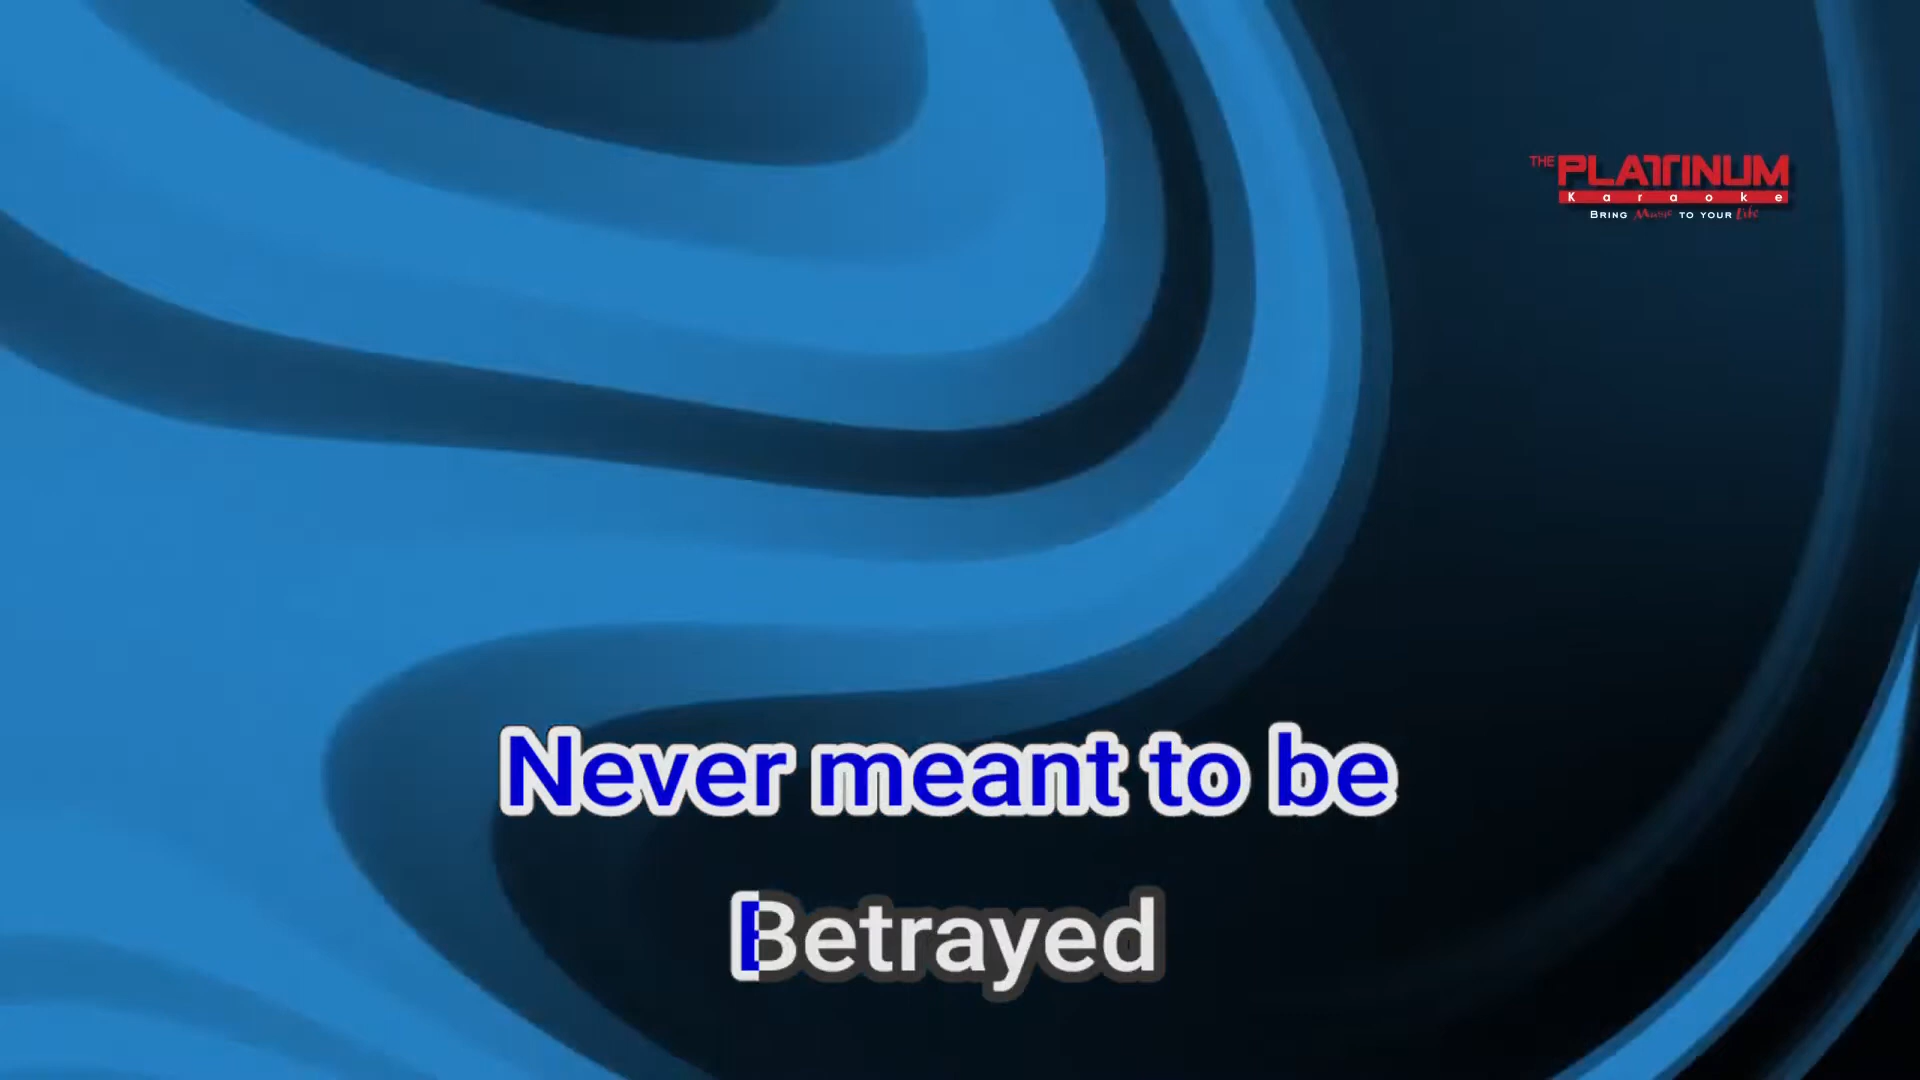 THE PLATINUM
Karaoke
BRING Music TO YOUR Life
Never meant to be
Betrayed